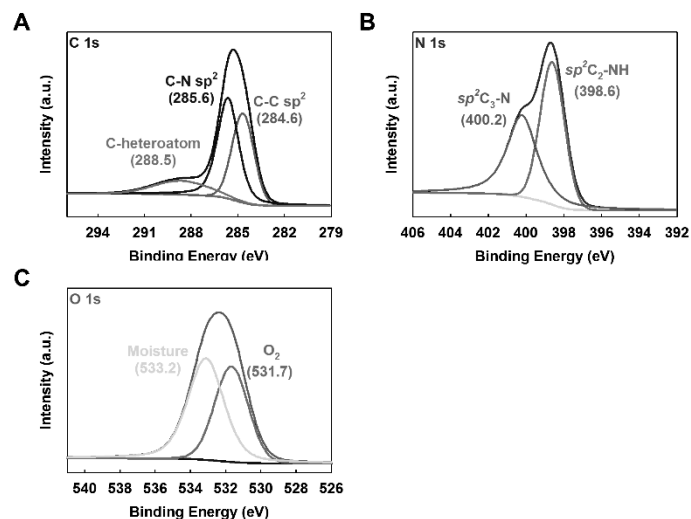 A
C 1s
C-N sp²
(285.6)
C-C sp²
(284.6)
C-heteroatom
(288.5)
Intensity (a.u.)
294 291 288 285 282 279
Binding Energy (eV)
B
N 1s
sp²C₂-NH
(398.6)
sp²C₃-N
(400.2)
Intensity (a.u.)
406 404 402 400 398 396 394 392
Binding Energy (eV)
C
O 1s
Moisture
(533.2)
O₂
(531.7)
Intensity (a.u.)
540 538 536 534 532 530 528 526
Binding Energy (eV)